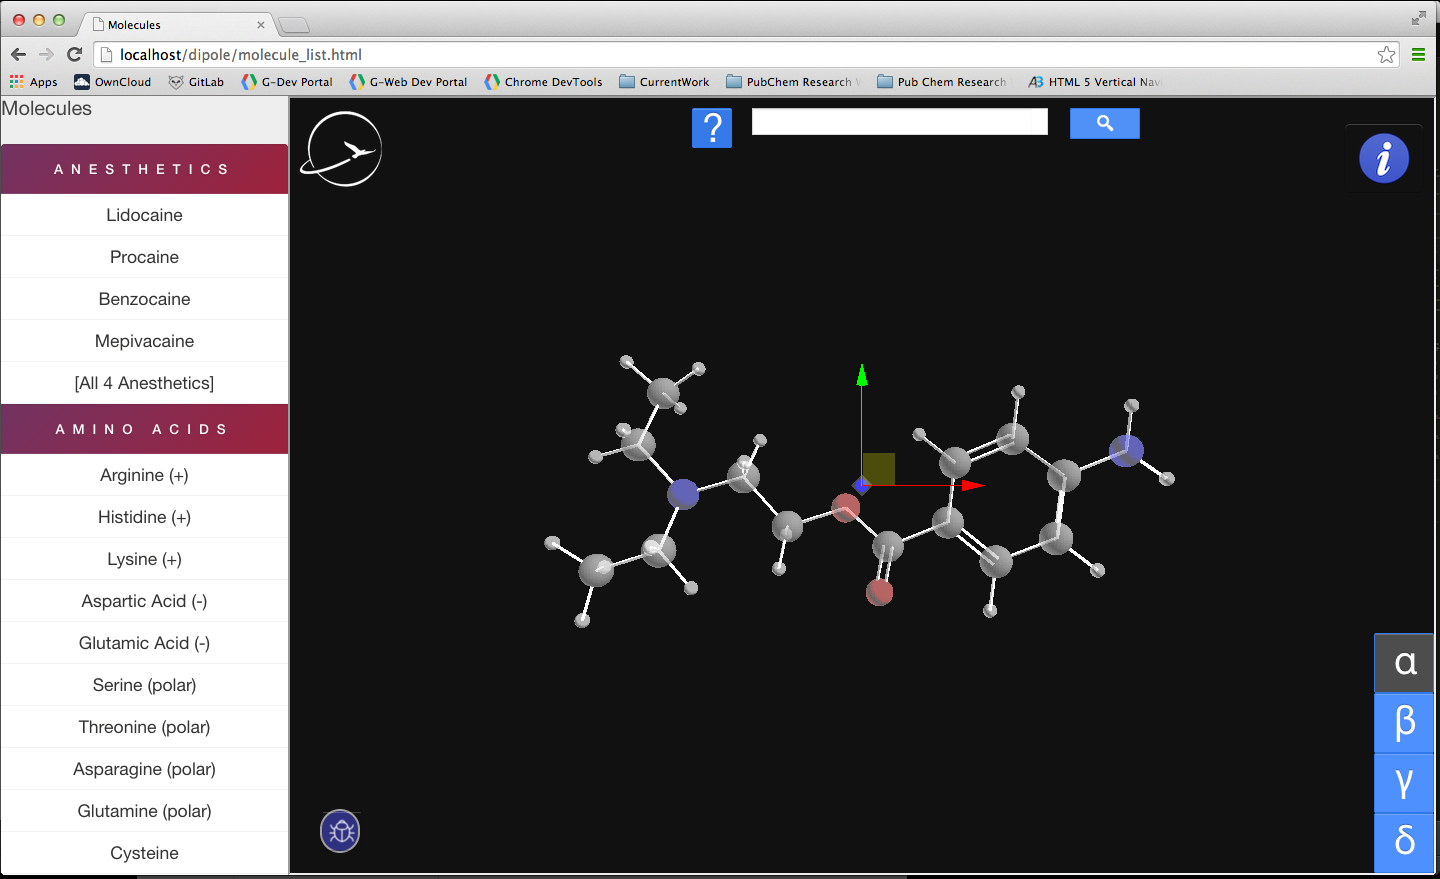 Molecules
localhost/dipole/molecule_list.html
Apps OwnCloud GitLab G-Dev Portal G-Web Dev Portal Chrome DevTools CurrentWork PubChem Research Pub Chem Research HTML 5 Vertical Navi
Molecules
?
i
ANESTHETICS
Lidocaine
Procaine
Benzocaine
Mepivacaine
[All 4 Anesthetics]
AMINO ACIDS
Arginine (+)
Histidine (+)
Lysine (+)
Aspartic Acid (-)
Glutamic Acid (-)
Serine (polar)
Threonine (polar)
Asparagine (polar)
Glutamine (polar)
Cysteine
α
β
γ
δ